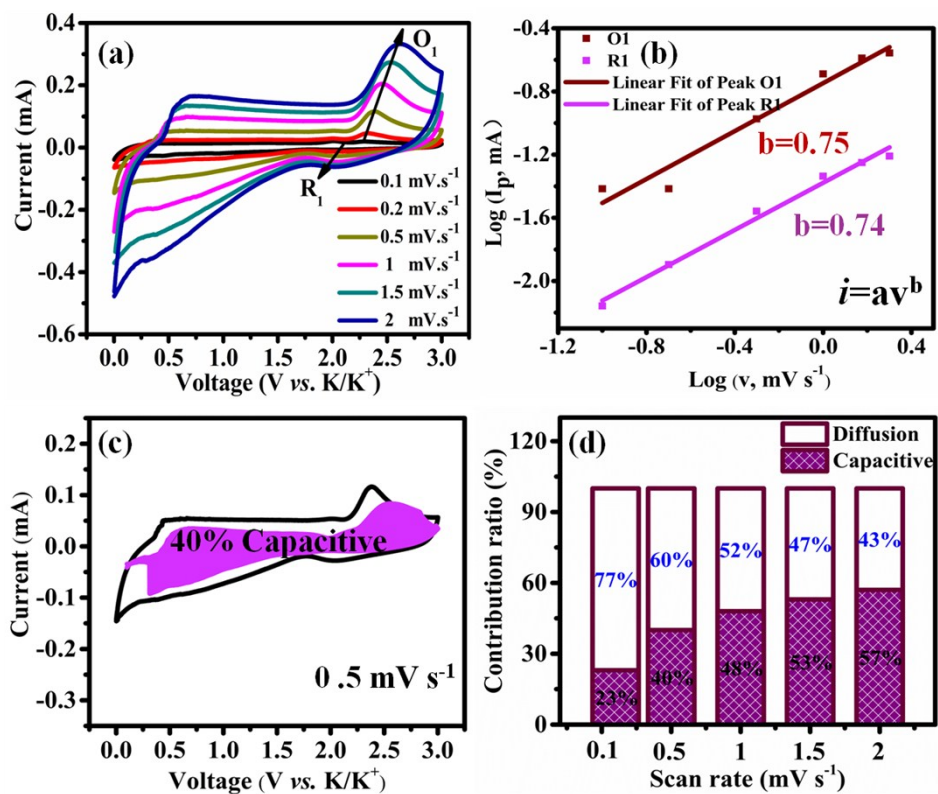 (a)
O₁
R₁
0.1 mV.s⁻¹
0.2 mV.s⁻¹
0.5 mV.s⁻¹
1 mV.s⁻¹
1.5 mV.s⁻¹
2 mV.s⁻¹
0.4
0.2
0.0
-0.2
-0.4
-0.6
Current (mA)
0.0 0.5 1.0 1.5 2.0 2.5 3.0
Voltage (V vs. K/K⁺)
(b)
O1
R1
Linear Fit of Peak O1
Linear Fit of Peak R1
b=0.75
b=0.74
i=avᵇ
-0.4
-0.8
-1.2
-1.6
-2.0
Log (Iₚ, mA)
-1.2 -0.8 -0.4 0.0 0.4
Log (v, mV s⁻¹)
(c)
40% Capacitive
0.5 mV s⁻¹
0.2
0.1
0.0
-0.1
-0.2
-0.3
Current (mA)
0.0 0.5 1.0 1.5 2.0 2.5 3.0
Voltage (V vs. K/K⁺)
(d)
Diffusion
Capacitive
120
90
60
30
0
Contribution ratio (%)
77% 60% 52% 47% 43%
23% 40% 48% 53% 57%
0.1 0.5 1 1.5 2
Scan rate (mV s⁻¹)